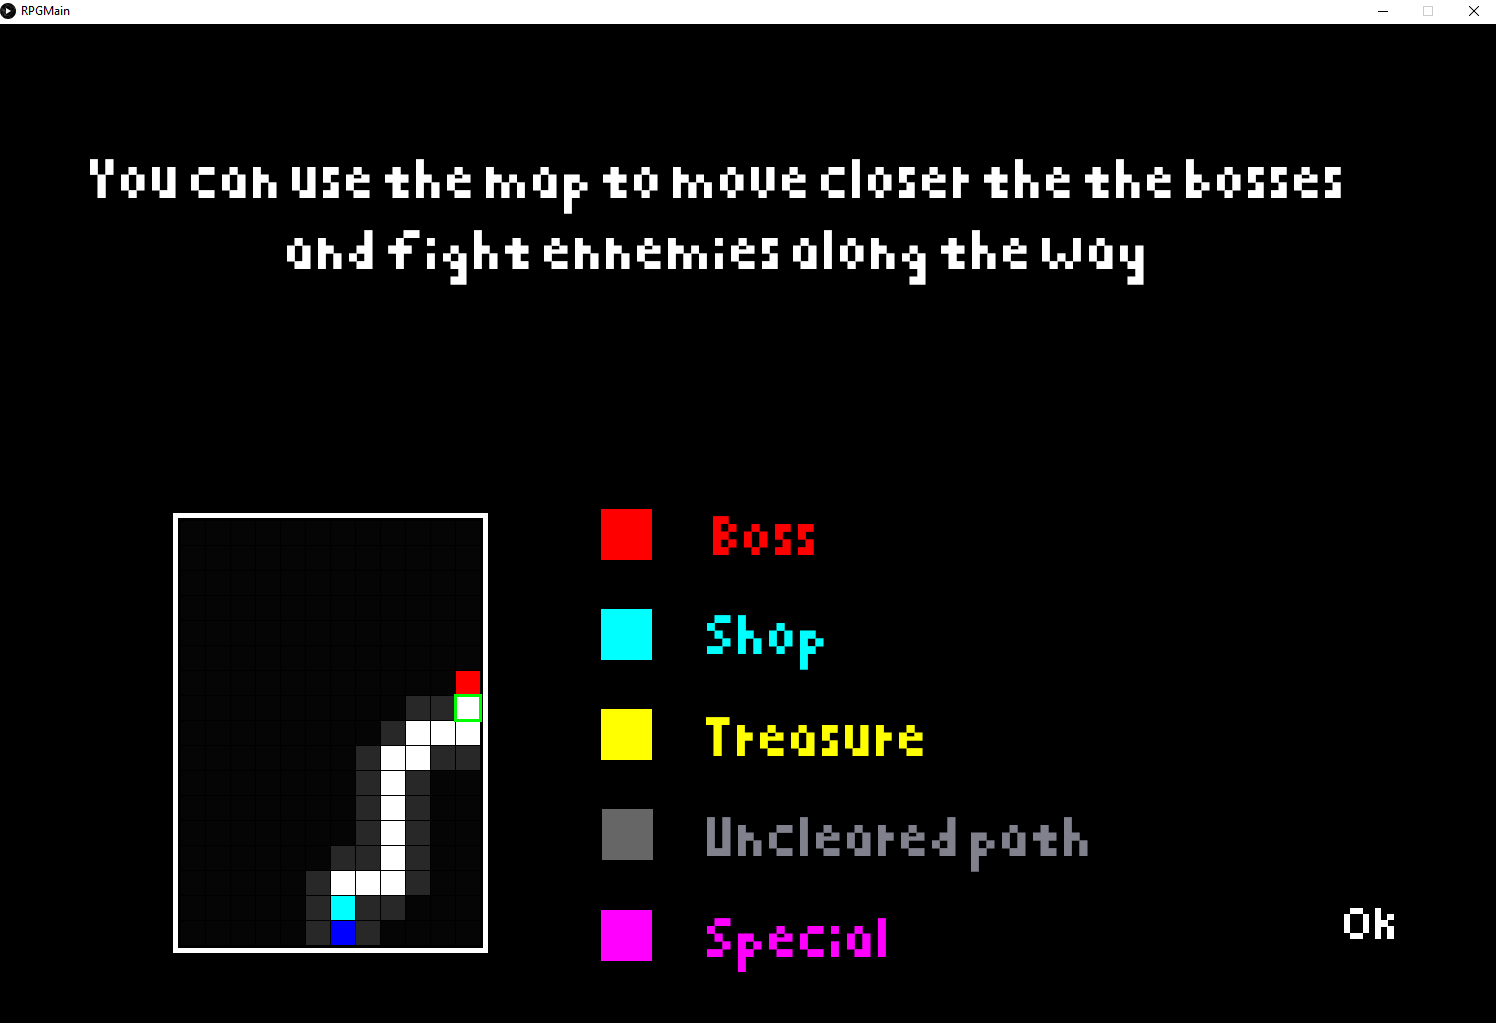 RPGMain
You can use the map to move closer the the bosses
and fight ennemies along the way
Boss
Shop
Treasure
Uncleared path
Special
Ok